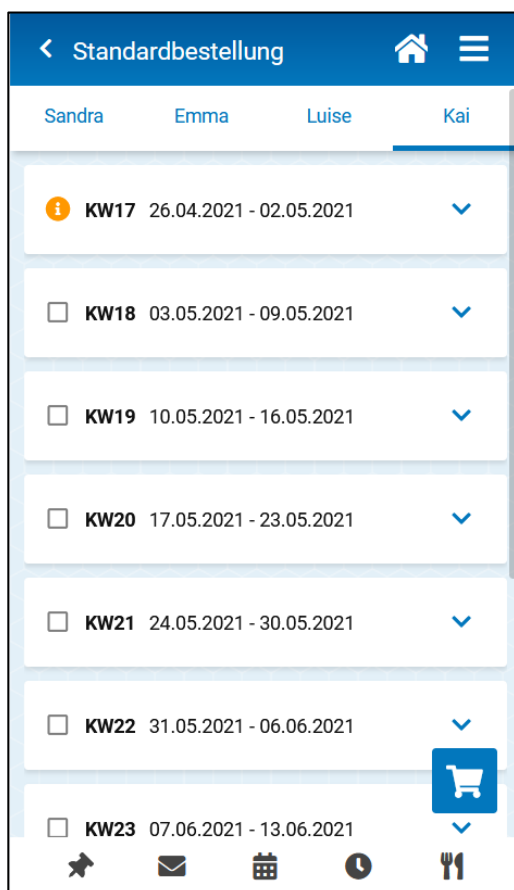 Standardbestellung
Sandra Emma Luise Kai
KW17 26.04.2021 - 02.05.2021
KW18 03.05.2021 - 09.05.2021
KW19 10.05.2021 - 16.05.2021
KW20 17.05.2021 - 23.05.2021
KW21 24.05.2021 - 30.05.2021
KW22 31.05.2021 - 06.06.2021
KW23 07.06.2021 - 13.06.2021